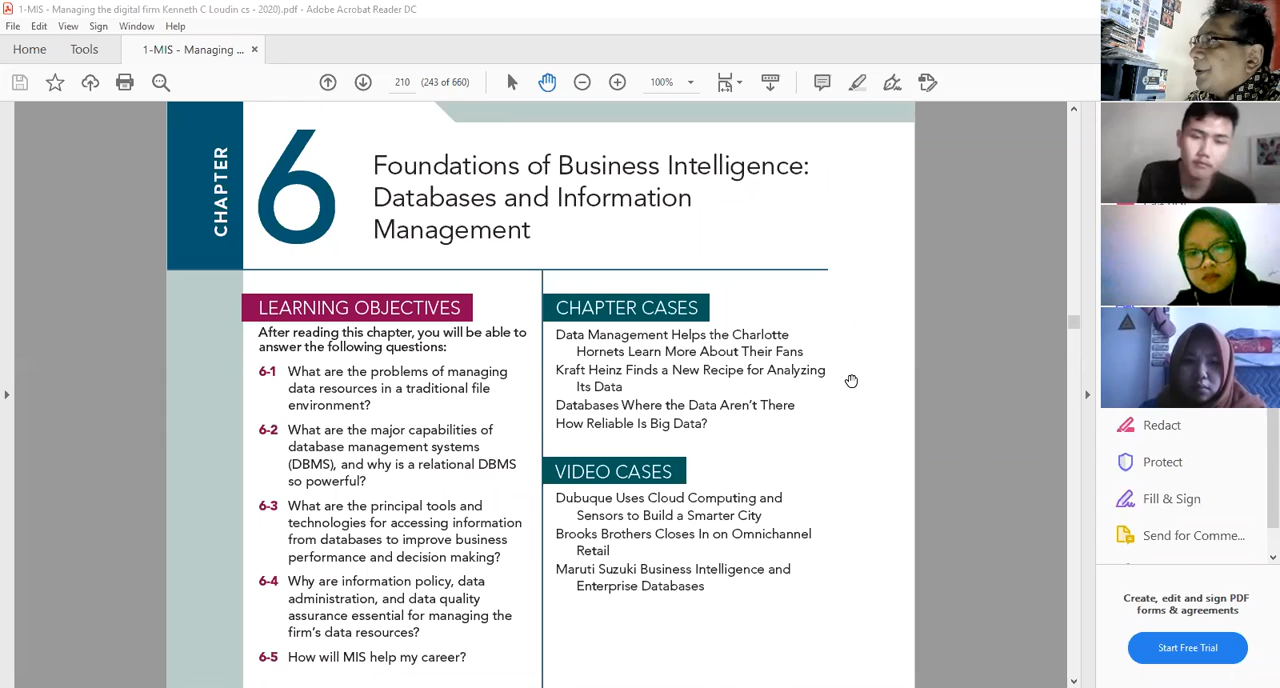 1-MIS - Managing the digital firm Kenneth C Loudin cs - 2020).pdf - Adobe Acrobat Reader DC
File Edit View Sign Window Help
Home Tools 1-MIS - Managing ... ×
210 (243 of 660) 100%
CHAPTER
6
Foundations of Business Intelligence:
Databases and Information
Management
LEARNING OBJECTIVES
After reading this chapter, you will be able to
answer the following questions:
6-1 What are the problems of managing
data resources in a traditional file
environment?
6-2 What are the major capabilities of
database management systems
(DBMS), and why is a relational DBMS
so powerful?
6-3 What are the principal tools and
technologies for accessing information
from databases to improve business
performance and decision making?
6-4 Why are information policy, data
administration, and data quality
assurance essential for managing the
firm's data resources?
6-5 How will MIS help my career?
CHAPTER CASES
Data Management Helps the Charlotte
Hornets Learn More About Their Fans
Kraft Heinz Finds a New Recipe for Analyzing
Its Data
Databases Where the Data Aren't There
How Reliable Is Big Data?
VIDEO CASES
Dubuque Uses Cloud Computing and
Sensors to Build a Smarter City
Brooks Brothers Closes In on Omnichannel
Retail
Maruti Suzuki Business Intelligence and
Enterprise Databases
Redact
Protect
Fill & Sign
Send for Comme...
Create, edit and sign PDF
forms & agreements
Start Free Trial